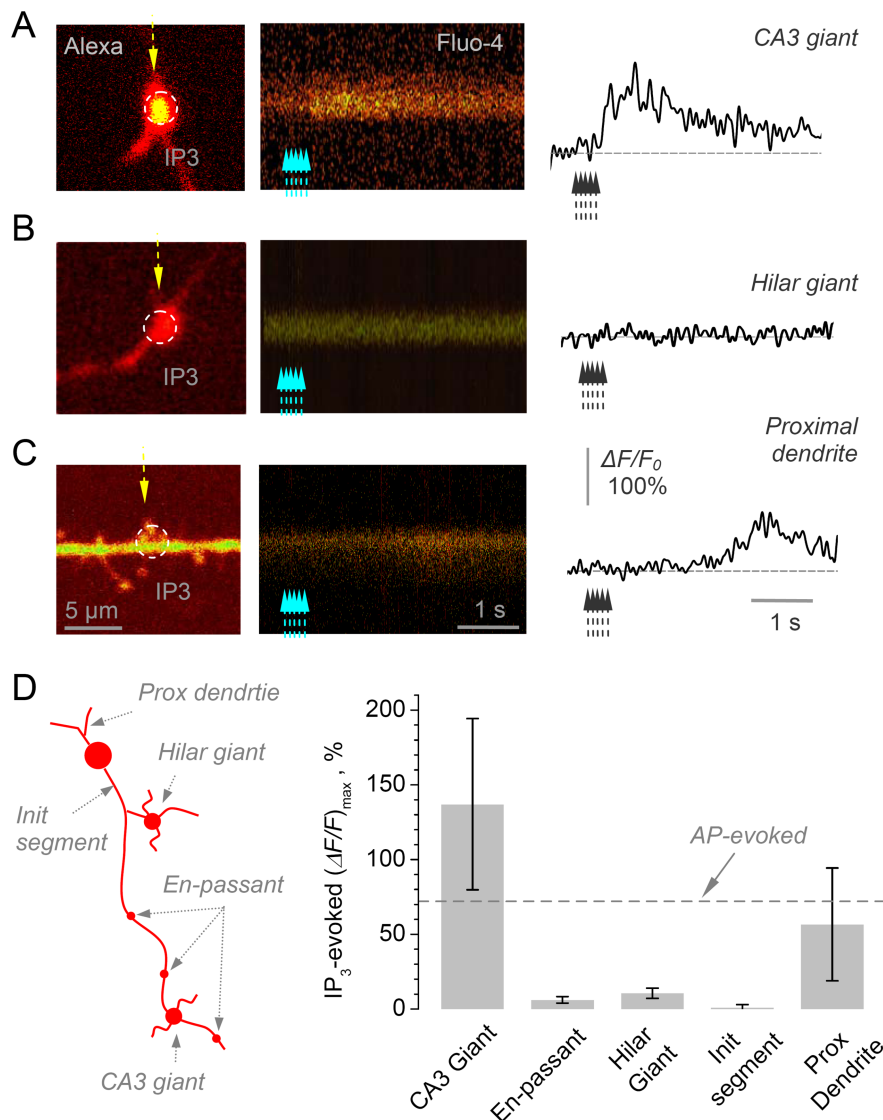 A
Alexa
Fluo-4
CA3 giant
IP3
B
Hilar giant
IP3
C
Proximal
dendrite
ΔF/F0
100%
IP3
5 µm
1 s
1 s
D
Prox dendrtie
Hilar giant
Init
segment
En-passant
CA3 giant
IP3-evoked (ΔF/F)max , %
200
150
100
50
0
AP-evoked
CA3 Giant
En-passant
Hilar
Giant
Init
segment
Prox
Dendrite